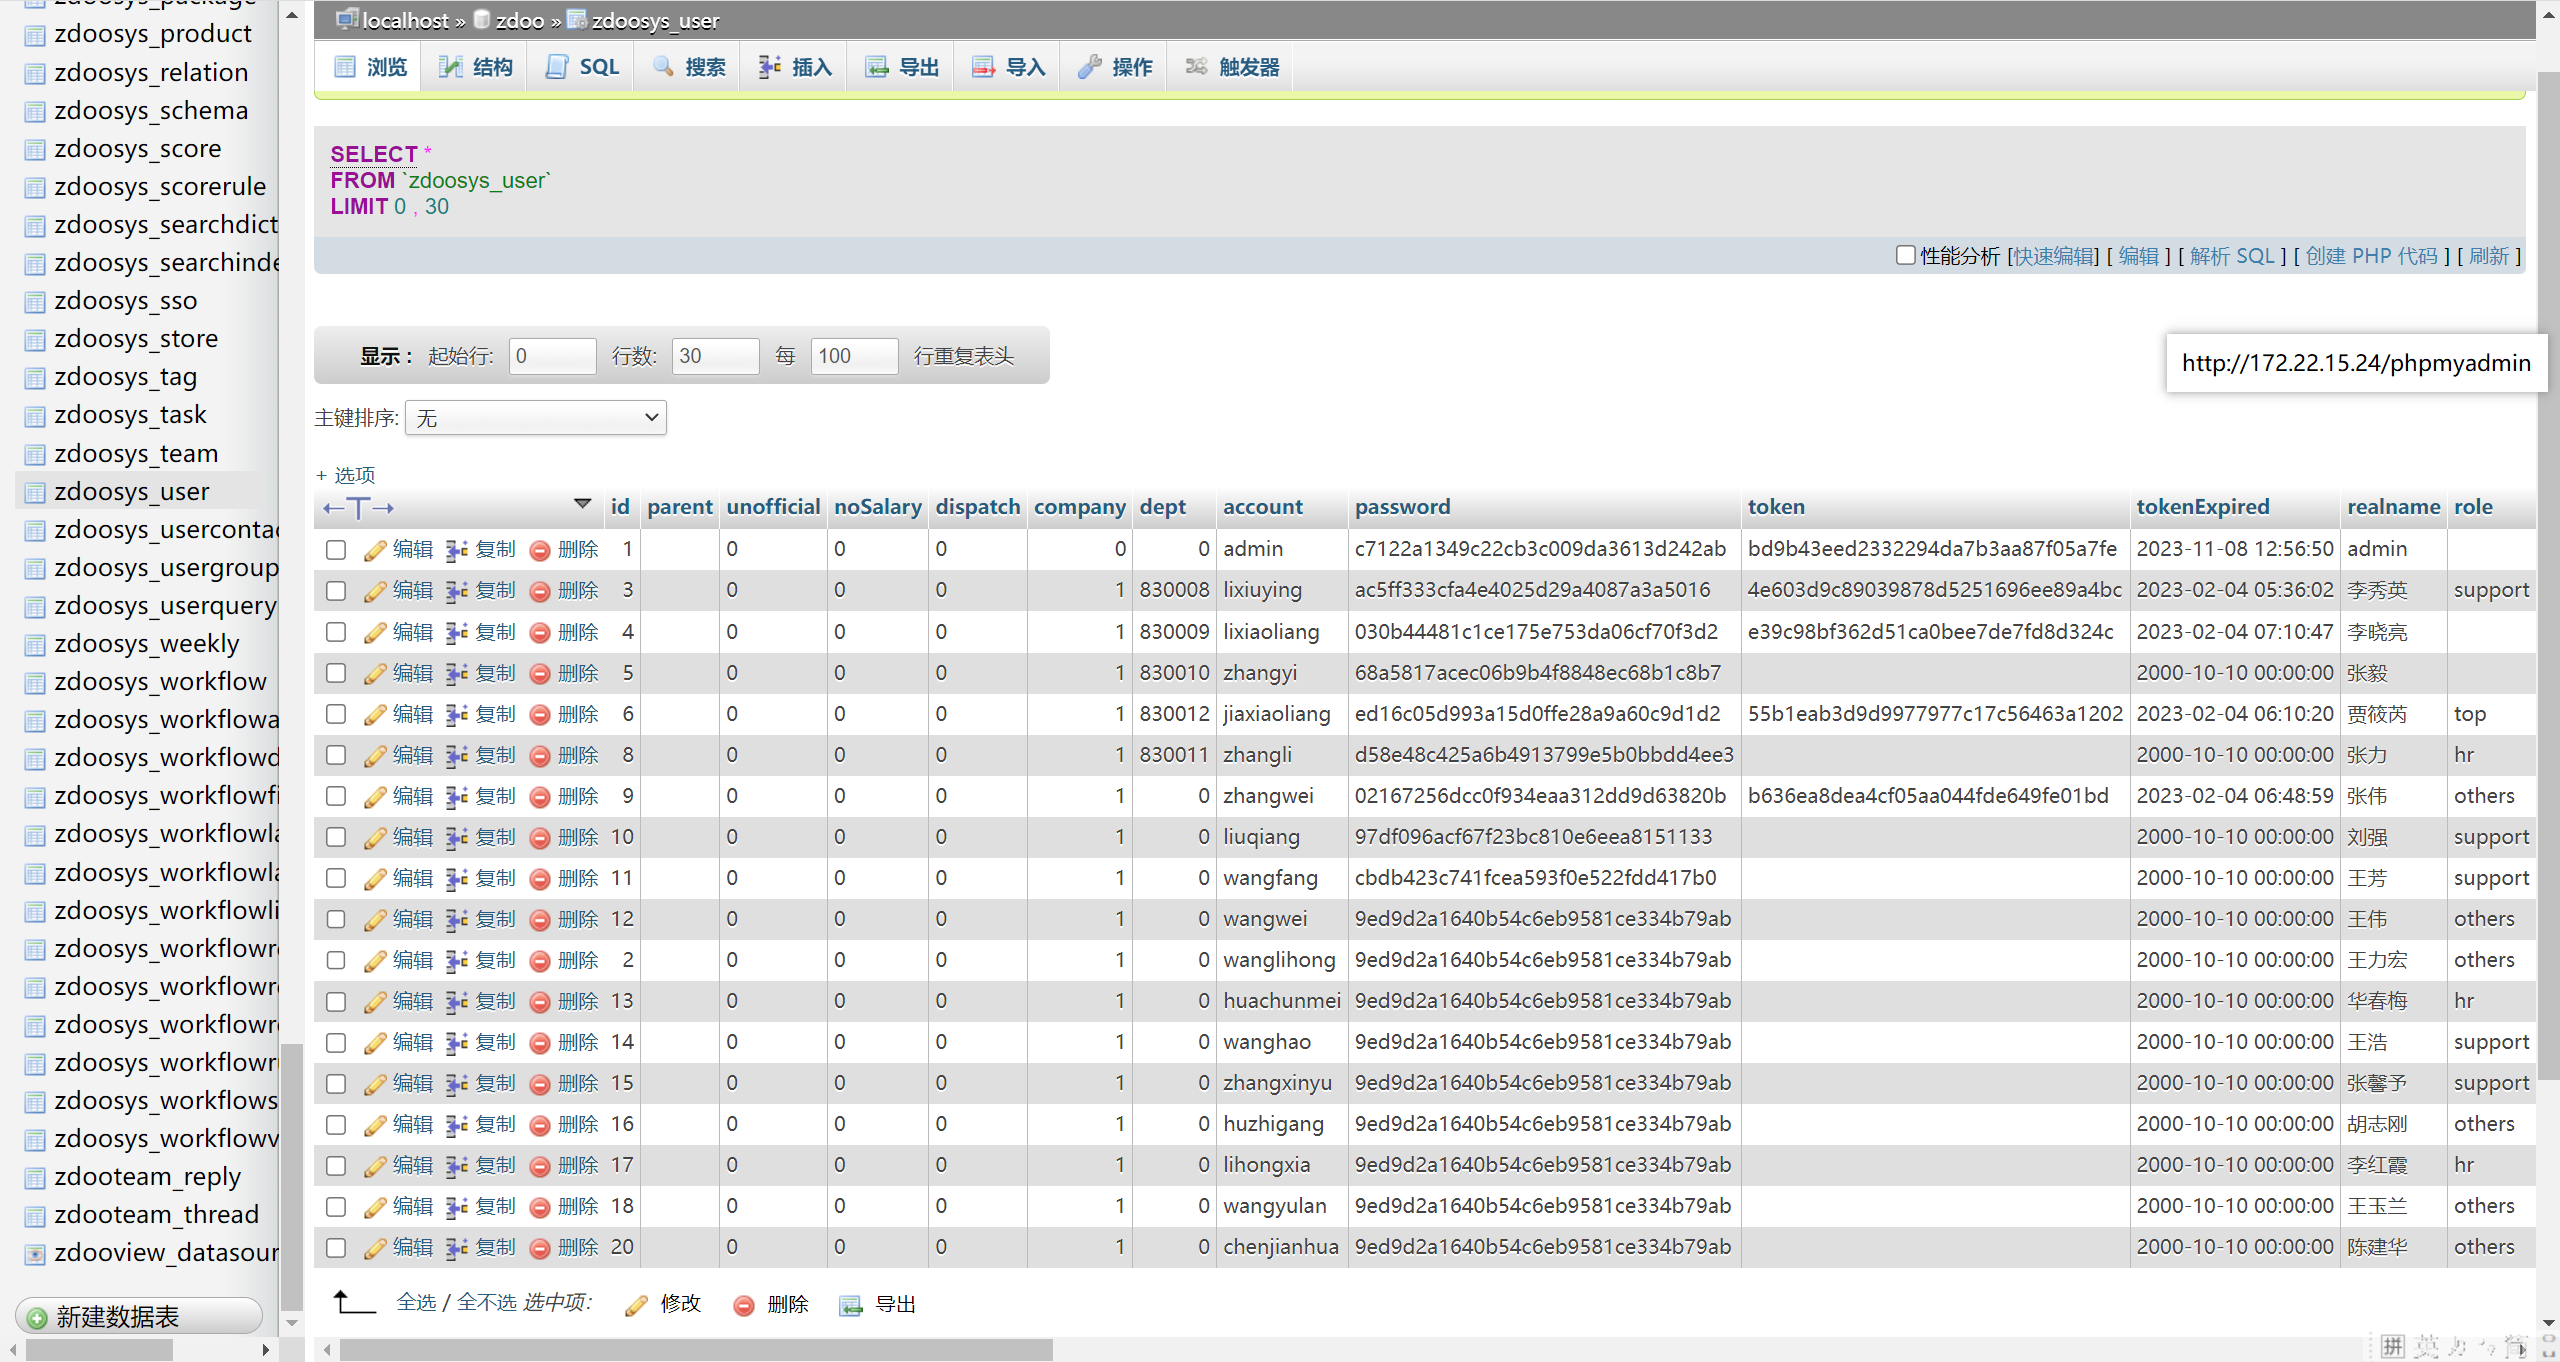 zdoosys_package
zdoosys_product
zdoosys_relation
zdoosys_schema
zdoosys_score
zdoosys_scorerule
zdoosys_searchdict
zdoosys_searchinde
zdoosys_sso
zdoosys_store
zdoosys_tag
zdoosys_task
zdoosys_team
zdoosys_user
zdoosys_usercontac
zdoosys_usergroup
zdoosys_userquery
zdoosys_weekly
zdoosys_workflow
zdoosys_workflowa
zdoosys_workflowd
zdoosys_workflowfi
zdoosys_workflowla
zdoosys_workflowla
zdoosys_workflowli
zdoosys_workflowre
zdoosys_workflowre
zdoosys_workflowre
zdoosys_workflowru
zdoosys_workflows
zdoosys_workflowv
zdooteam_reply
zdooteam_thread
zdooview_datasour
新建数据表
localhost » zdoo » zdoosys_user
浏览 结构 SQL 搜索 插入 导出 导入 操作 触发器
SELECT *
FROM `zdoosys_user`
LIMIT 0 , 30
性能分析 [快速编辑] [ 编辑 ] [ 解析 SQL ] [ 创建 PHP 代码 ] [ 刷新 ]
显示： 起始行: 0 行数: 30 每 100 行重复表头
http://172.22.15.24/phpmyadmin
主键排序: 无
+ 选项
←T→ id parent unofficial noSalary dispatch company dept account password token tokenExpired realname role
编辑 复制 删除 1 0 0 0 0 0 admin c7122a1349c22cb3c009da3613d242ab bd9b43eed2332294da7b3aa87f05a7fe 2023-11-08 12:56:50 admin
编辑 复制 删除 3 0 0 0 1 830008 lixiuying ac5ff333cfa4e4025d29a4087a3a5016 4e603d9c89039878d5251696ee89a4bc 2023-02-04 05:36:02 李秀英 support
编辑 复制 删除 4 0 0 0 1 830009 lixiaoliang 030b44481c1ce175e753da06cf70f3d2 e39c98bf362d51ca0bee7de7fd8d324c 2023-02-04 07:10:47 李晓亮
编辑 复制 删除 5 0 0 0 1 830010 zhangyi 68a5817acec06b9b4f8848ec68b1c8b7 2000-10-10 00:00:00 张毅
编辑 复制 删除 6 0 0 0 1 830012 jiaxiaoliang ed16c05d993a15d0ffe28a9a60c9d1d2 55b1eab3d9d9977977c17c56463a1202 2023-02-04 06:10:20 贾筱芮 top
编辑 复制 删除 8 0 0 0 1 830011 zhangli d58e48c425a6b4913799e5b0bbdd4ee3 2000-10-10 00:00:00 张力 hr
编辑 复制 删除 9 0 0 0 1 0 zhangwei 02167256dcc0f934eaa312dd9d63820b b636ea8dea4cf05aa044fde649fe01bd 2023-02-04 06:48:59 张伟 others
编辑 复制 删除 10 0 0 0 1 0 liuqiang 97df096acf67f23bc810e6eea8151133 2000-10-10 00:00:00 刘强 support
编辑 复制 删除 11 0 0 0 1 0 wangfang cbdb423c741fcea593f0e522fdd417b0 2000-10-10 00:00:00 王芳 support
编辑 复制 删除 12 0 0 0 1 0 wangwei 9ed9d2a1640b54c6eb9581ce334b79ab 2000-10-10 00:00:00 王伟 others
编辑 复制 删除 2 0 0 0 1 0 wanglihong 9ed9d2a1640b54c6eb9581ce334b79ab 2000-10-10 00:00:00 王力宏 others
编辑 复制 删除 13 0 0 0 1 0 huachunmei 9ed9d2a1640b54c6eb9581ce334b79ab 2000-10-10 00:00:00 华春梅 hr
编辑 复制 删除 14 0 0 0 1 0 wanghao 9ed9d2a1640b54c6eb9581ce334b79ab 2000-10-10 00:00:00 王浩 support
编辑 复制 删除 15 0 0 0 1 0 zhangxinyu 9ed9d2a1640b54c6eb9581ce334b79ab 2000-10-10 00:00:00 张馨予 support
编辑 复制 删除 16 0 0 0 1 0 huzhigang 9ed9d2a1640b54c6eb9581ce334b79ab 2000-10-10 00:00:00 胡志刚 others
编辑 复制 删除 17 0 0 0 1 0 lihongxia 9ed9d2a1640b54c6eb9581ce334b79ab 2000-10-10 00:00:00 李红霞 hr
编辑 复制 删除 18 0 0 0 1 0 wangyulan 9ed9d2a1640b54c6eb9581ce334b79ab 2000-10-10 00:00:00 王玉兰 others
编辑 复制 删除 20 0 0 0 1 0 chenjianhua 9ed9d2a1640b54c6eb9581ce334b79ab 2000-10-10 00:00:00 陈建华 others
全选 / 全不选 选中项: 修改 删除 导出
拼 英 简